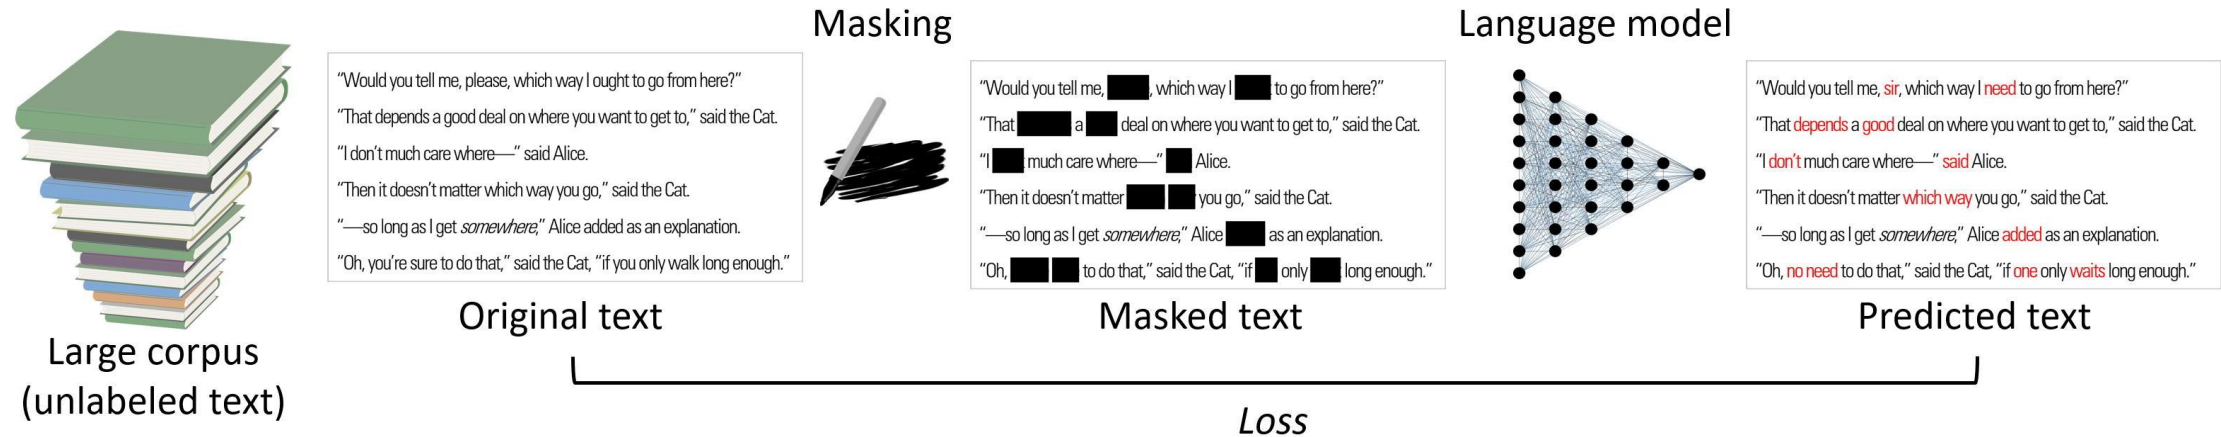 Masking
Language model
“Would you tell me, please, which way I ought to go from here?”
“That depends a good deal on where you want to get to,” said the Cat.
“I don’t much care where—” said Alice.
“Then it doesn’t matter which way you go,” said the Cat.
“—so long as I get somewhere,” Alice added as an explanation.
“Oh, you’re sure to do that,” said the Cat, “if you only walk long enough.”
“Would you tell me, , which way I to go from here?”
“That a deal on where you want to get to,” said the Cat.
“I much care where—” Alice.
“Then it doesn’t matter you go,” said the Cat.
“—so long as I get somewhere,” Alice as an explanation.
“Oh, to do that,” said the Cat, “if only long enough.”
“Would you tell me, sir, which way I need to go from here?”
“That depends a good deal on where you want to get to,” said the Cat.
“I don’t much care where—” said Alice.
“Then it doesn’t matter which way you go,” said the Cat.
“—so long as I get somewhere,” Alice added as an explanation.
“Oh, no need to do that,” said the Cat, “if one only waits long enough.”
Original text
Masked text
Predicted text
Large corpus
(unlabeled text)
Loss